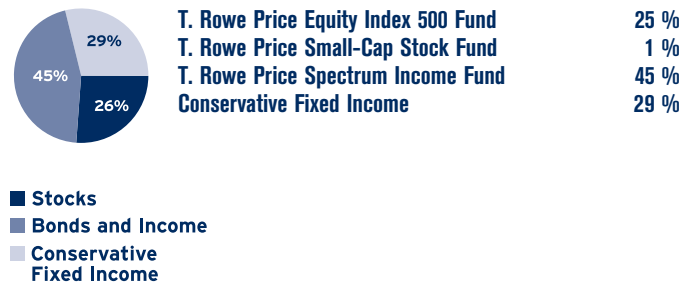 29%
45%
26%
T. Rowe Price Equity Index 500 Fund 25 %
T. Rowe Price Small-Cap Stock Fund 1 %
T. Rowe Price Spectrum Income Fund 45 %
Conservative Fixed Income 29 %
Stocks
Bonds and Income
Conservative
Fixed Income